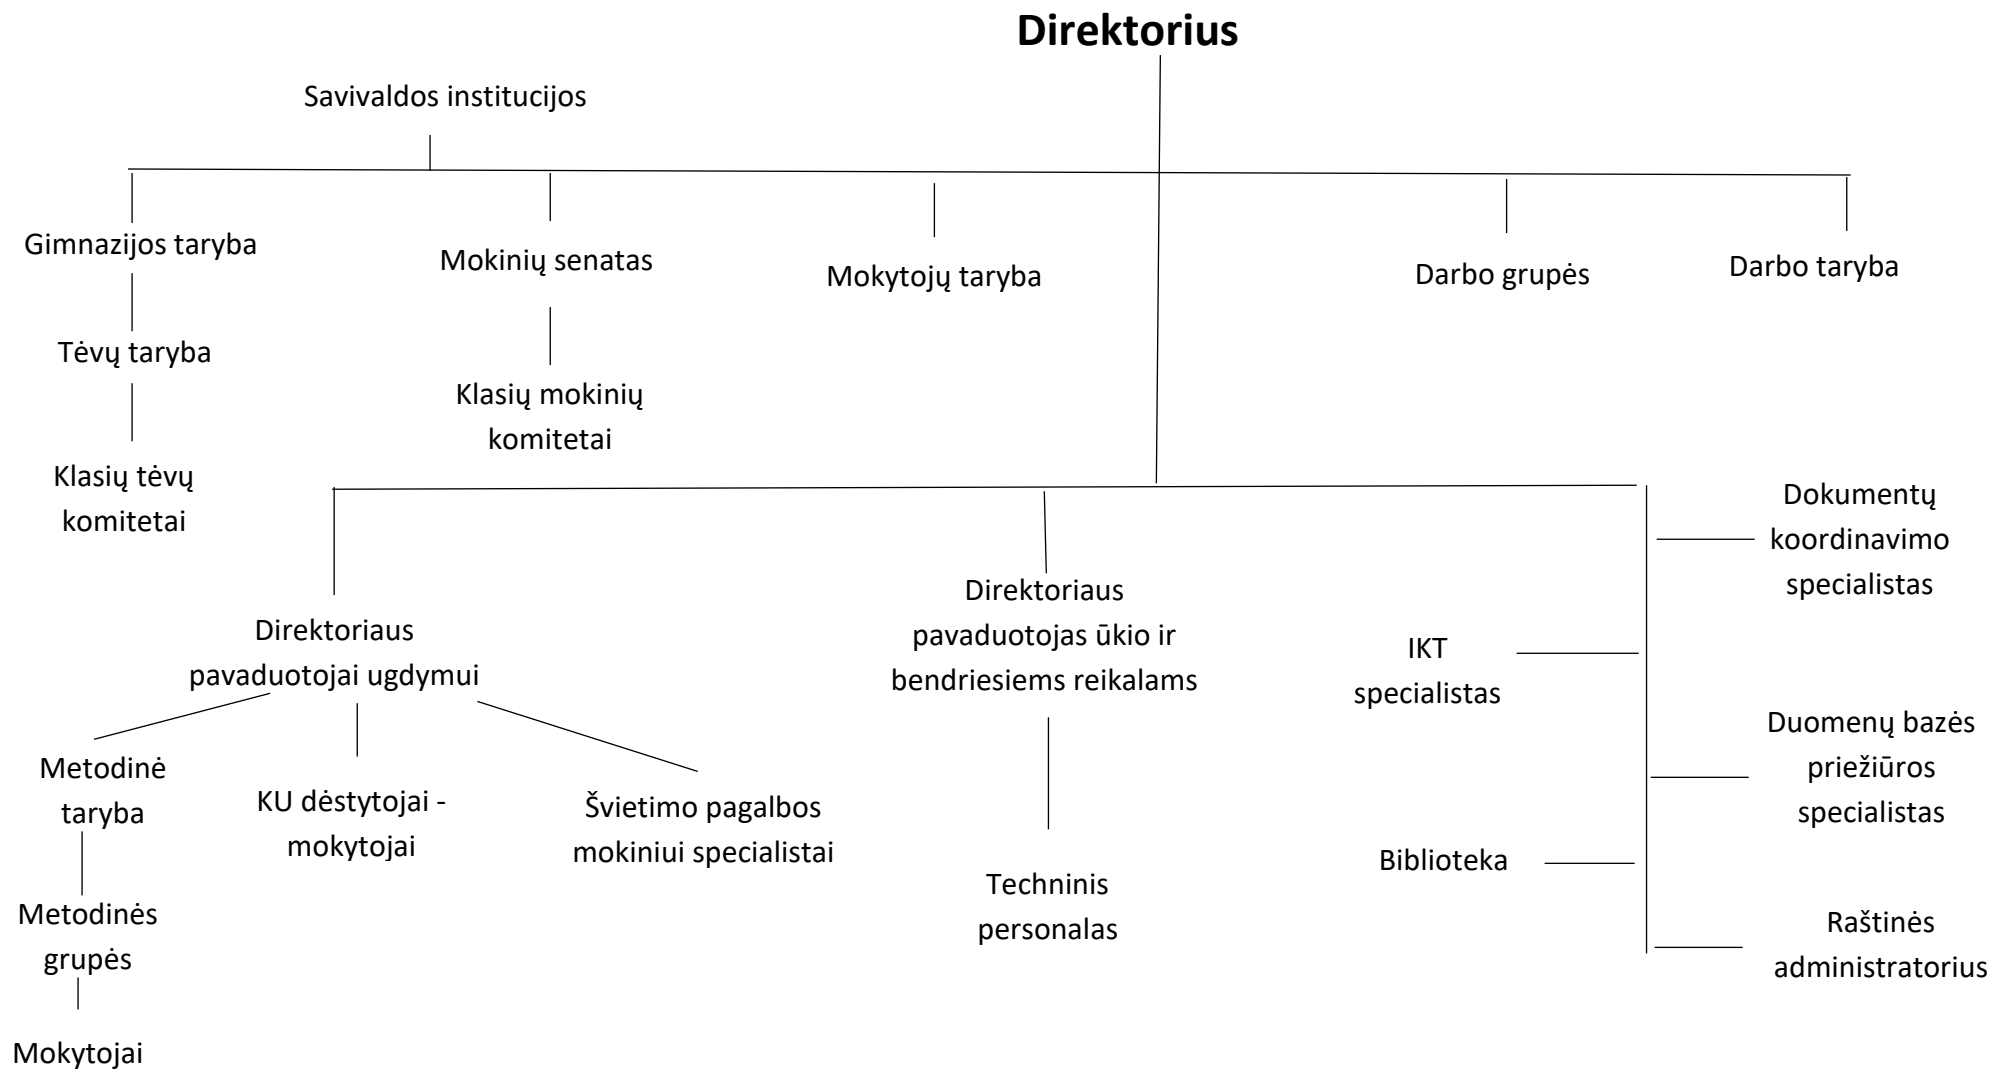 Direktorius
Savivaldos institucijos
Gimnazijos taryba
Mokinių senatas
Mokytojų taryba
Darbo grupės
Darbo taryba
Tėvų taryba
Klasių mokinių
komitetai
Klasių tėvų
komitetai
Dokumentų
koordinavimo
specialistas
Direktoriaus
pavaduotojai ugdymui
Direktoriaus
pavaduotojas ūkio ir
bendriesiems reikalams
IKT
specialistas
Duomenų bazės
priežiūros
specialistas
Metodinė
taryba
KU dėstytojai -
mokytojai
Švietimo pagalbos
mokiniui specialistai
Biblioteka
Techninis
personalas
Metodinės
grupės
Raštinės
administratorius
Mokytojai